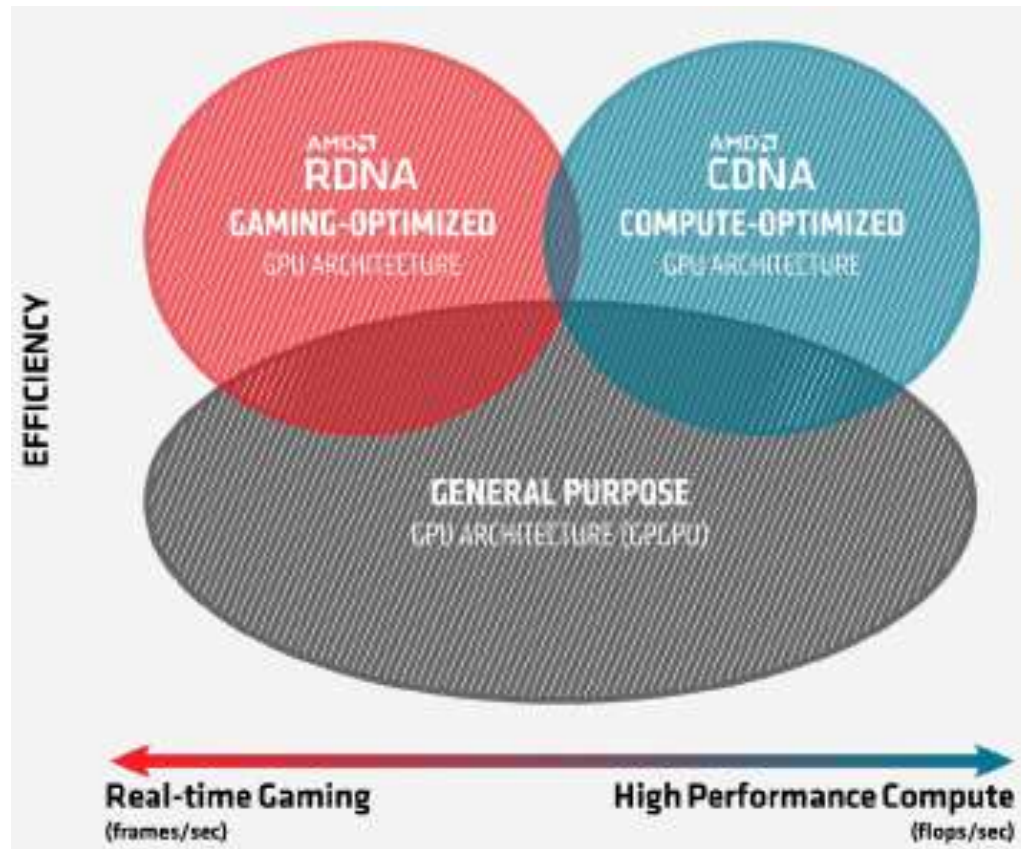 AMD
RDNA
GAMING-OPTIMIZED
GPU ARCHITECTURE
AMD
CDNA
COMPUTE-OPTIMIZED
GPU ARCHITECTURE
EFFICIENCY
GENERAL PURPOSE
GPU ARCHITECTURE (GPGPU)
Real-time Gaming
(frames/sec)
High Performance Compute
(flops/sec)